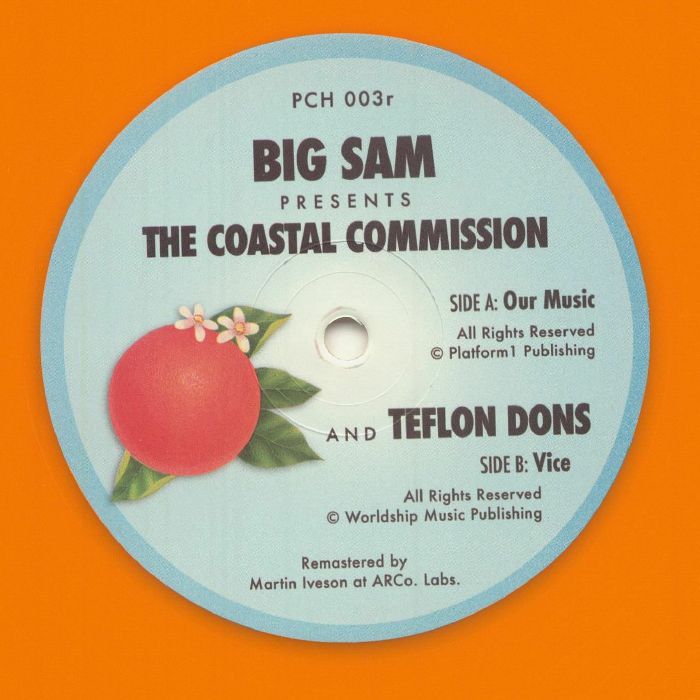 PCH 003r
BIG SAM
PRESENTS
THE COASTAL COMMISSION
SIDE A: Our Music
All Rights Reserved
© Platform1 Publishing
AND TEFLON DONS
SIDE B: Vice
All Rights Reserved
© Worldship Music Publishing
Remastered by
Martin Iveson at ARCo. Labs.